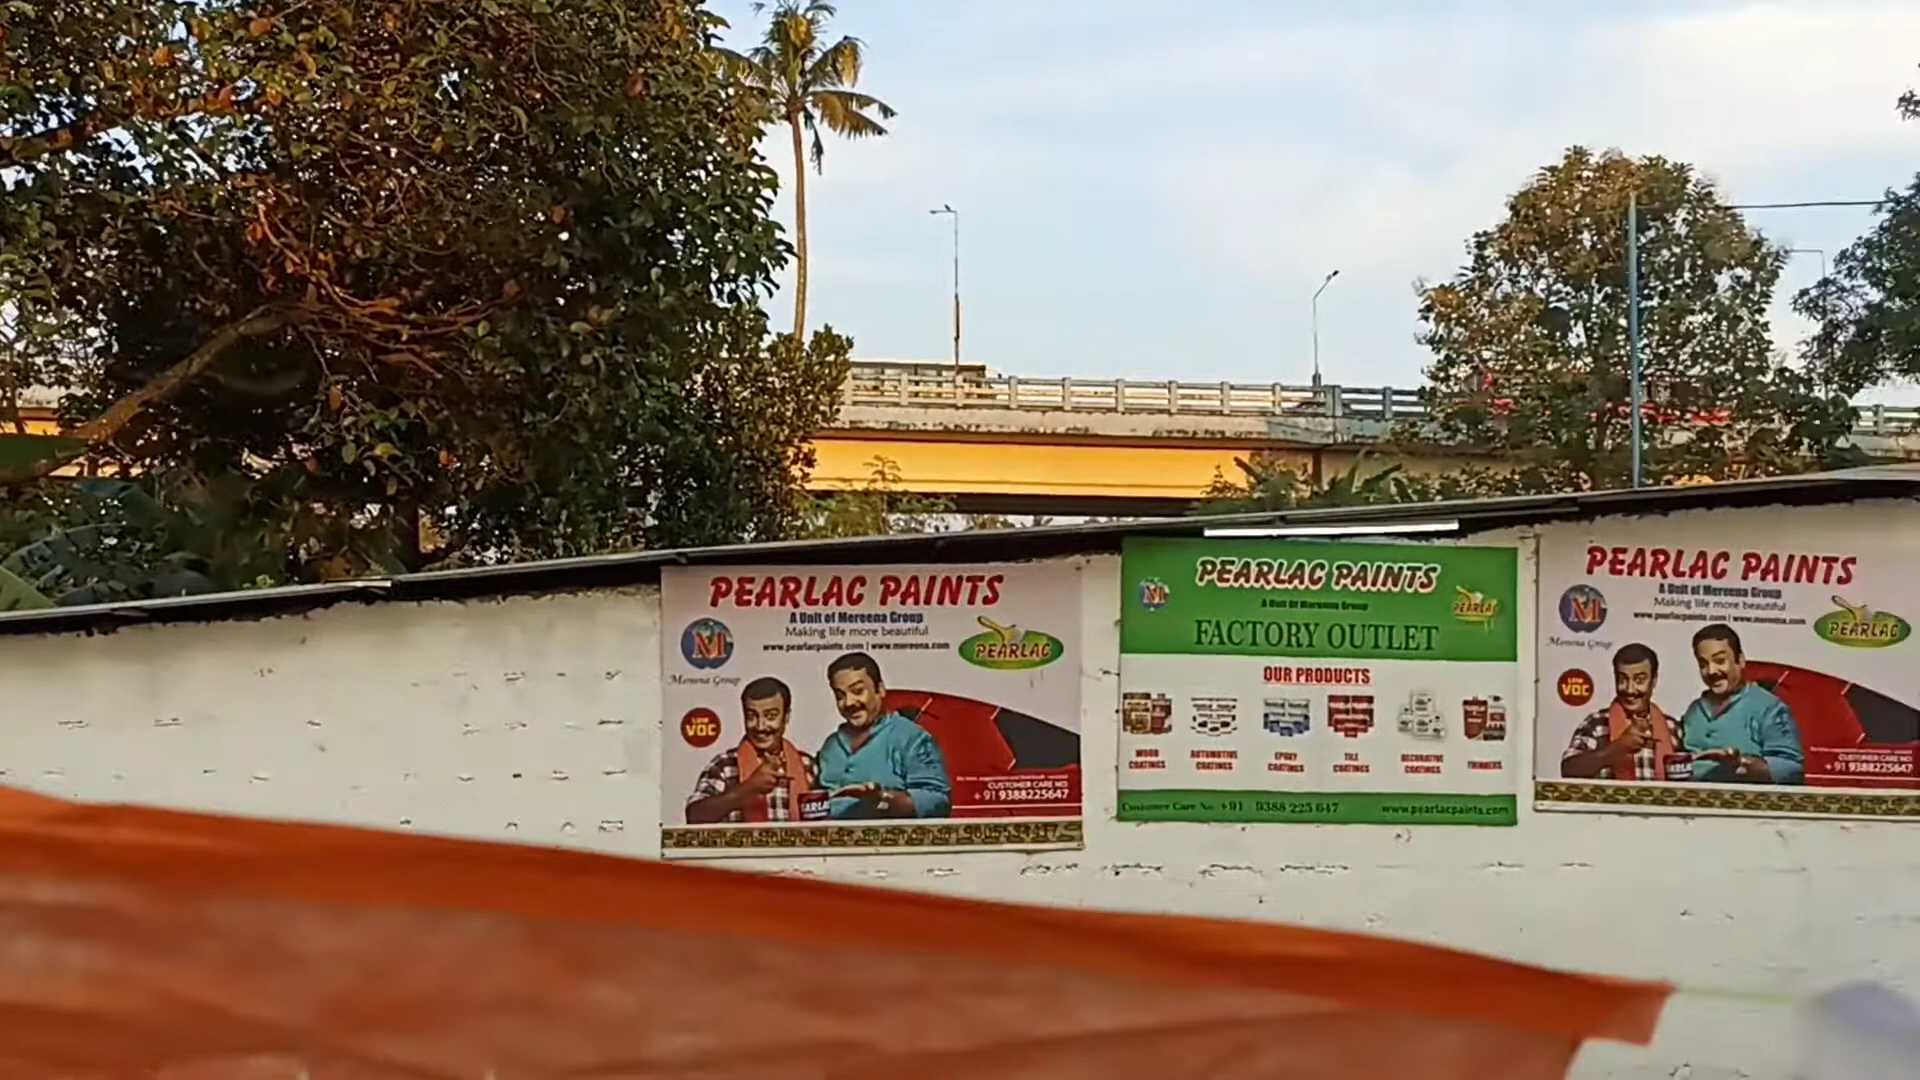 PEARLAC PAINTS
A Unit of Mereena Group
Making life more beautiful
www.pearlacpaints.com | www.mereena.com
M
Mereena Group
PEARLAC
LOW
VOC
CUSTOMER CARE NO
+ 91 9388225647
PEARLAC PAINTS
A Unit Of Mereena Group
M
PEARLAC
FACTORY OUTLET
OUR PRODUCTS
WOOD
COATINGS
AUTOMOTIVE
COATINGS
EPOXY
COATINGS
TILE
COATINGS
DECORATIVE
COATINGS
THINNERS
Customer Care No +91 9388 225 647
www.pearlacpaints.com
PEARLAC PAINTS
A Unit of Mereena Group
Making life more beautiful
www.pearlacpaints.com | www.mereena.com
M
Mereena Group
PEARLAC
LOW
VOC
CUSTOMER CARE NO
+ 91 9388225647